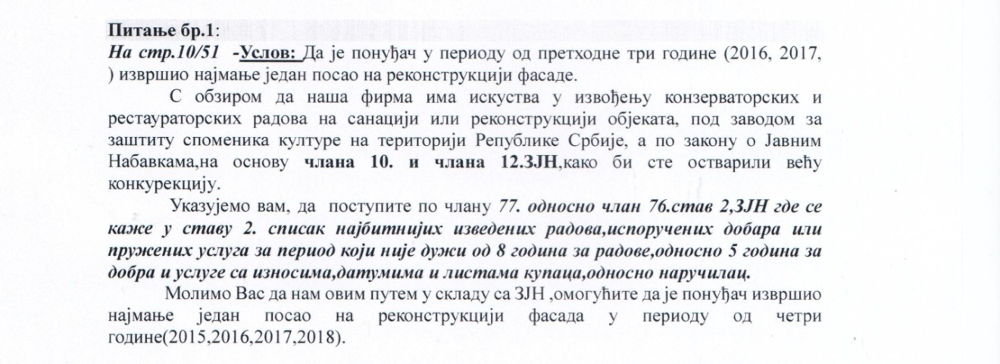 Питање бр.1:
На стр.10/51 -Услов: Да је понуђач у периоду од претходне три године (2016, 2017,
) извршио најмање један посао на реконструкцији фасаде.
С обзиром да наша фирма има искуства у извођењу конзерваторских и
рестаураторских радова на санацији или реконструкцији објеката, под заводом за
заштиту споменика културе на територији Републике Србије, а по закону о Јавним
Набавкама,на основу члана 10. и члана 12.ЗЈН,како би сте остварили већу
конкурекцију.
Указујемо вам, да поступите по члану 77. односно члан 76.став 2,ЗЈН где се
каже у ставу 2. списак најбитнијих изведених радова,испоручених добара или
пружених услуга за период који није дужи од 8 година за радове,односно 5 година за
добра и услуге са износима,датумима и листама купаца,односно наручилац.
Молимо Вас да нам овим путем у складу са ЗЈН ,омогућите да је понуђач извршио
најмање један посао на реконструкцији фасада у периоду од четри
године(2015,2016,2017,2018).